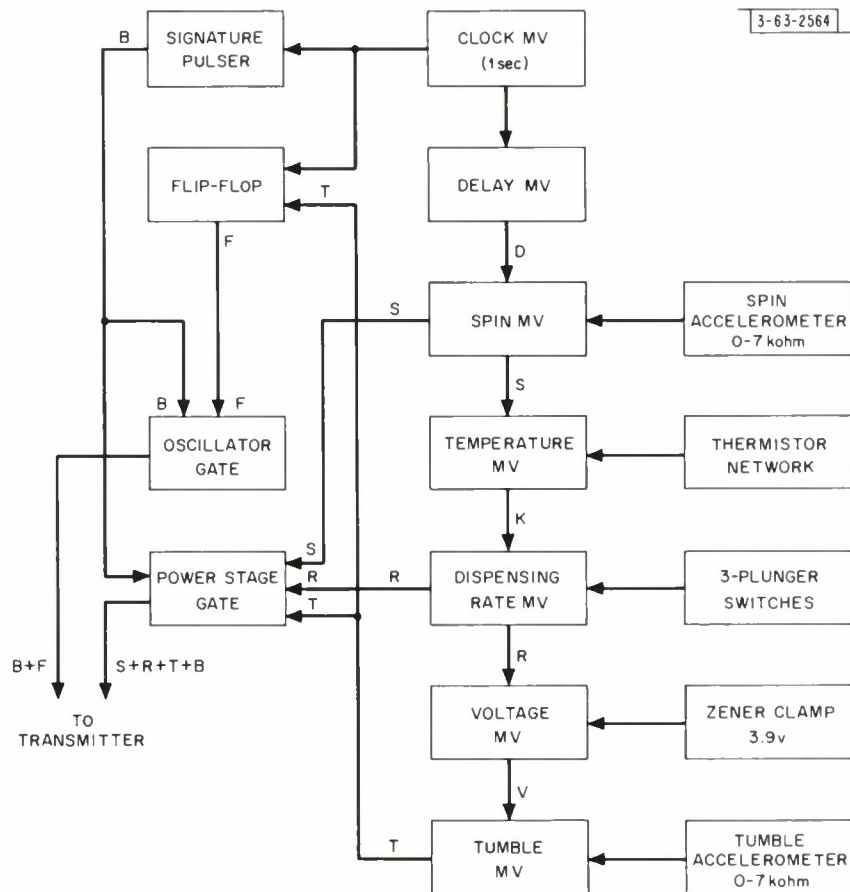 3-63-2564
B
SIGNATURE
PULSER
CLOCK MV
(1sec)
FLIP-FLOP
T
DELAY MV
F
D
S
SPIN MV
SPIN
ACCELEROMETER
0-7 kohm
S
B
F
OSCILLATOR
GATE
TEMPERATURE
MV
THERMISTOR
NETWORK
K
S
POWER STAGE
GATE
R
R
T
DISPENSING
RATE MV
3-PLUNGER
SWITCHES
B+F
S+R+T+B
R
TO
TRANSMITTER
VOLTAGE
MV
ZENER CLAMP
3.9v
V
T
TUMBLE
MV
TUMBLE
ACCELEROMETER
0-7 kohm